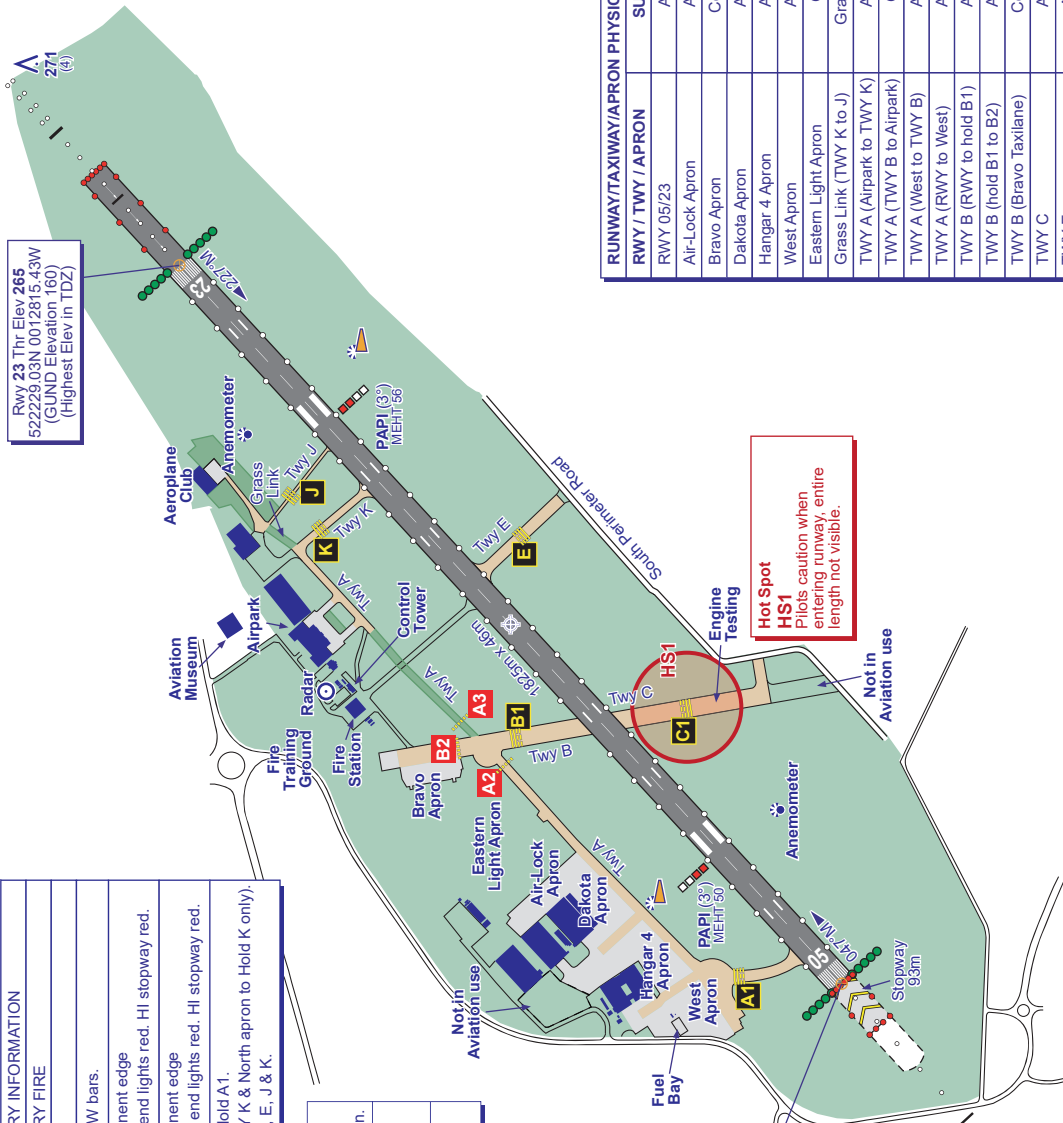 271
(4)
Rwy 23 Thr Elev 265
522229.03N 0012815.43W
(GUND Elevation 160)
(Highest Elev in TDZ)
23
227°M
PAPI (3°)
MEHT 56
Aeroplane
Club
Anemometer
Grass
Link
Twy J
J
K
Twy K
Twy A
Twy E
E
South Perimeter Road
Aviation
Museum
Airpark
Radar
Control
Tower
Fire
Training
Ground
Fire
Station
Twy A
A3
B2
B1
A2
Bravo
Apron
Twy B
1825m x 46m
Twy C
HS1
C1
Engine
Testing
Hot Spot
HS1
Pilots caution when
entering runway, entire
length not visible.
Not in
Aviation use
Eastern
Light Apron
Air-Lock
Apron
Dakota
Apron
Twy A
Hangar 4
Apron
Not in
Aviation use
West
Apron
A1
Fuel
Bay
PAPI (3°)
MEHT 50
Anemometer
05
047°M
Stopway
93m
RY INFORMATION
RY FIRE
W bars.
nent edge
end lights red. HI stopway red.
nent edge
end lights red. HI stopway red.
old A1.
Y K & North apron to Hold K only).
, E, J & K.
n.
RUNWAY/TAXIWAY/APRON PHYSIC
RWY / TWY / APRON SU
RWY 05/23 A
Air-Lock Apron A
Bravo Apron C
Dakota Apron A
Hangar 4 Apron A
West Apron A
Eastern Light Apron
Grass Link (TWY K to J) Gra
TWY A (Airpark to TWY K) A
TWY A (TWY B to Airpark)
TWY A (West to TWY B) A
TWY A (RWY to West) A
TWY B (RWY to hold B1) A
TWY B (hold B1 to B2) A
TWY B (Bravo Taxilane) C
TWY C A